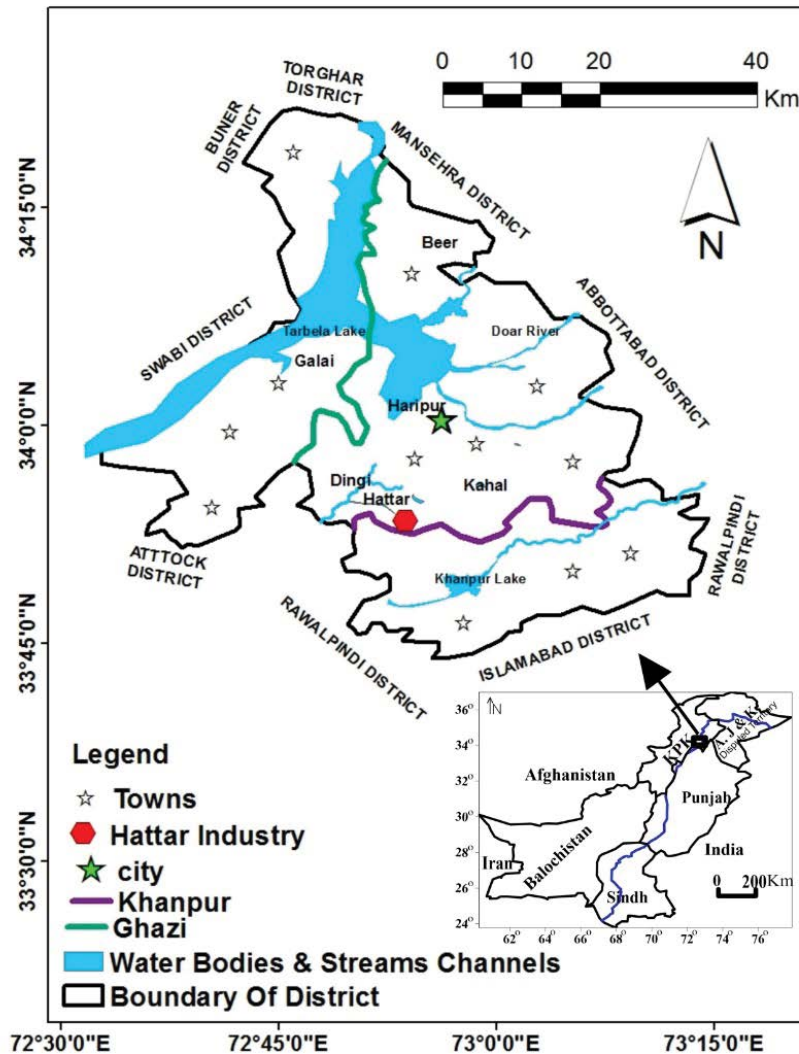 0 10 20 40
Km
TORGHAR
DISTRICT
BUNER
DISTRICT
MANSEHRA DISTRICT
N
34°15'0"N
Beer
ABBOTTABAD DISTRICT
SWABI DISTRICT
Tarbela Lake
Doar River
Galai
34°0'0"N
Haripur
Dingi
Kahal
Hattar
ATTTOCK
DISTRICT
RAWALPINDI
DISTRICT
Khanpur Lake
RAWALPINDI DISTRICT
ISLAMABAD DISTRICT
33°45'0"N
33°30'0"N
Legend
Towns
Hattar Industry
city
Khanpur
Ghazi
Water Bodies & Streams Channels
Boundary Of District
N
36°
34°
32°
30°
28°
26°
24°
KPK
A. J & K.
Disputed Territory
Afghanistan
Punjab
Iran
Balochistan
India
Sindh
0 200Km
62° 64° 66° 68° 70° 72° 74° 76°
72°30'0"E 72°45'0"E 73°0'0"E 73°15'0"E